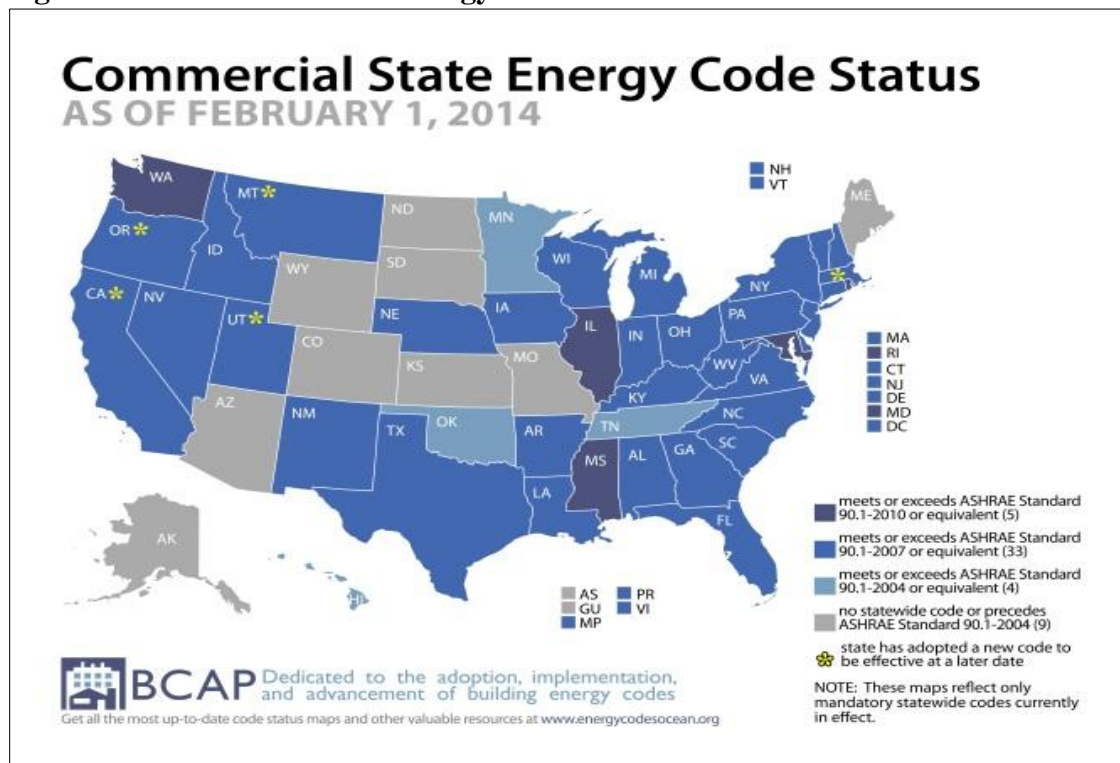 Commercial State Energy Code Status
AS OF FEBRUARY 1, 2014
NH
VT
WA
MT
ND
MN
ME
OR
ID
WY
SD
WI
MI
NY
CA
NV
UT
NE
IA
IL
IN
OH
PA
CO
KS
MO
WV
VA
KY
MA
RI
CT
NJ
DE
MD
DC
AZ
NM
OK
TX
AR
TN
NC
SC
MS
AL
GA
LA
FL
AK
HI
AS
GU
MP
PR
VI
meets or exceeds ASHRAE Standard
90.1-2010 or equivalent (5)
meets or exceeds ASHRAE Standard
90.1-2007 or equivalent (33)
meets or exceeds ASHRAE Standard
90.1-2004 or equivalent (4)
no statewide code or precedes
ASHRAE Standard 90.1-2004 (9)
state has adopted a new code to
be effective at a later date
NOTE: These maps reflect only
mandatory statewide codes currently
in effect.
BCAP Dedicated to the adoption, implementation,
and advancement of building energy codes
Get all the most up-to-date code status maps and other valuable resources at www.energycodesocean.org